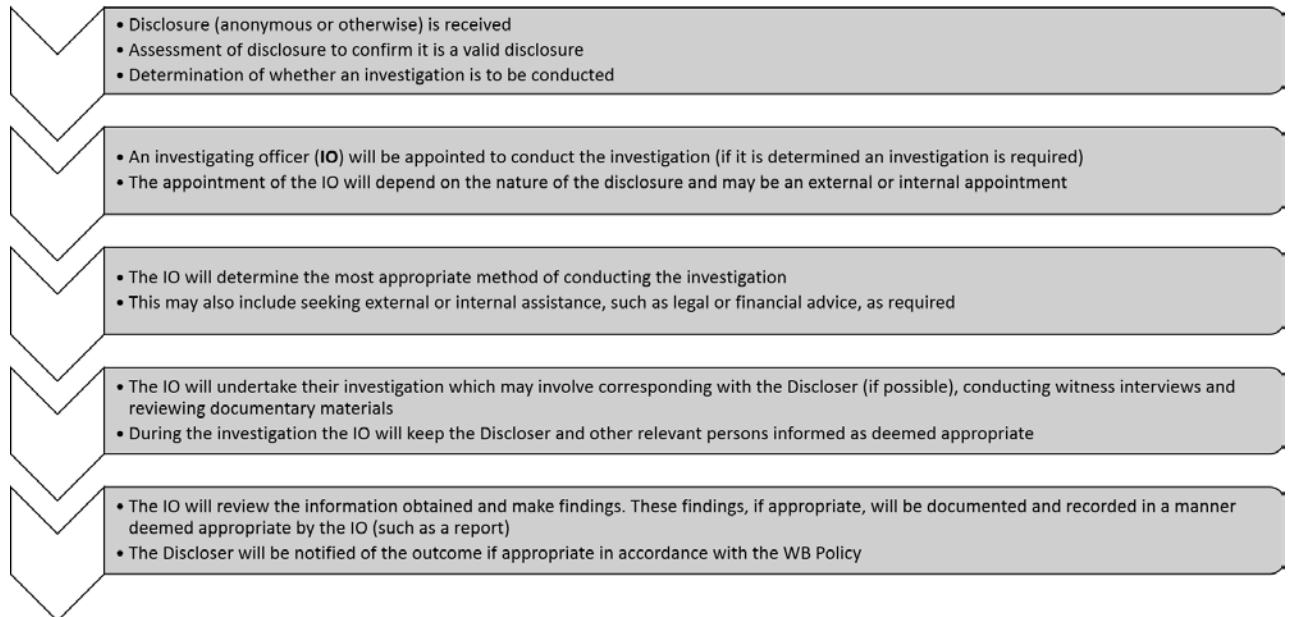 • Disclosure (anonymous or otherwise) is received
• Assessment of disclosure to confirm it is a valid disclosure
• Determination of whether an investigation is to be conducted
• An investigating officer (IO) will be appointed to conduct the investigation (if it is determined an investigation is required)
• The appointment of the IO will depend on the nature of the disclosure and may be an external or internal appointment
• The IO will determine the most appropriate method of conducting the investigation
• This may also include seeking external or internal assistance, such as legal or financial advice, as required
• The IO will undertake their investigation which may involve corresponding with the Discloser (if possible), conducting witness interviews and
reviewing documentary materials
• During the investigation the IO will keep the Discloser and other relevant persons informed as deemed appropriate
• The IO will review the information obtained and make findings. These findings, if appropriate, will be documented and recorded in a manner
deemed appropriate by the IO (such as a report)
• The Discloser will be notified of the outcome if appropriate in accordance with the WB Policy